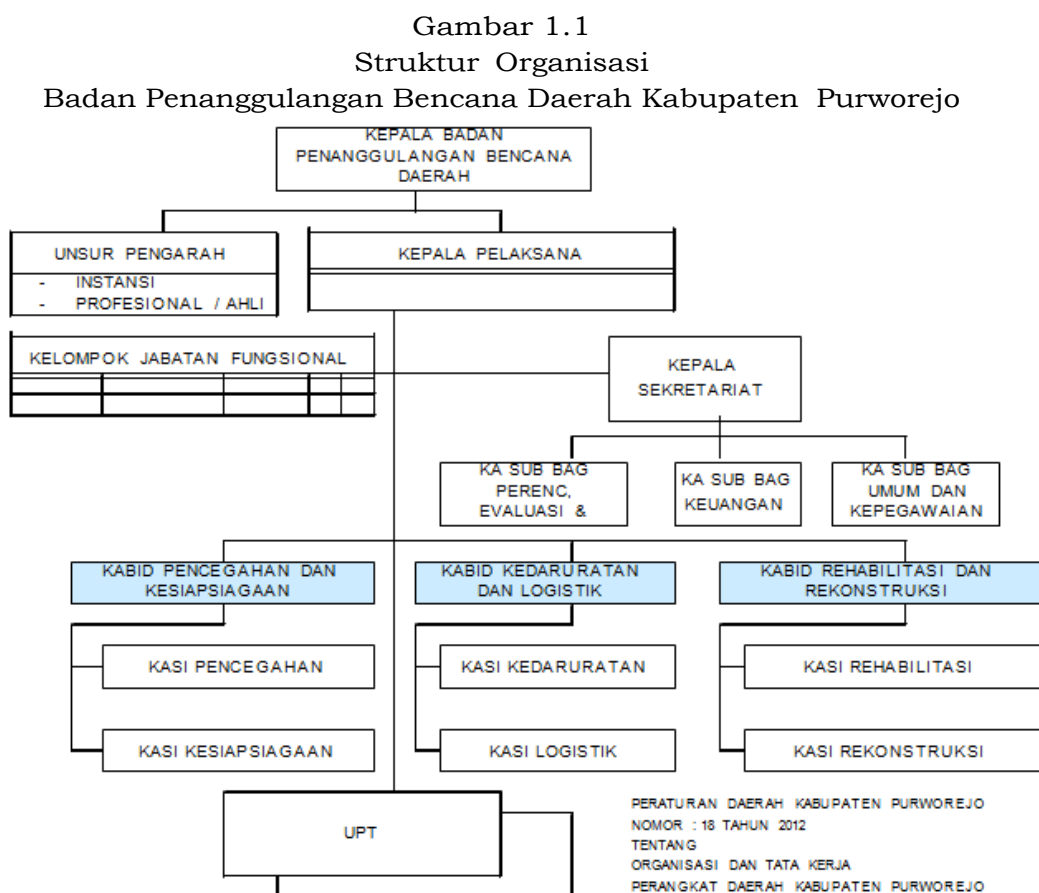 Gambar 1.1
Struktur Organisasi
Badan Penanggulangan Bencana Daerah Kabupaten Purworejo
KEPALA BADAN
PENANGGULANGAN BENCANA
DAERAH
UNSUR PENGARAH
- INSTANSI
- PROFESIONAL / AHLI
KEPALA PELAKSANA
KELOMPOK JABATAN FUNGSIONAL
KEPALA
SEKRETARIAT
KA SUB BAG
PERENC,
EVALUASI &
KA SUB BAG
KEUANGAN
KA SUB BAG
UMUM DAN
KEPEGAWAIAN
KABID PENCEGAHAN DAN
KESIAPSIAGAAN
KABID KEDARURATAN
DAN LOGISTIK
KABID REHABILITASI DAN
REKONSTRUKSI
KASI PENCEGAHAN
KASI KEDARURATAN
KASI REHABILITASI
KASI KESIAPSIAGAAN
KASI LOGISTIK
KASI REKONSTRUKSI
UPT
PERATURAN DAERAH KABUPATEN PURWOREJO
NOMOR : 18 TAHUN 2012
TENTANG
ORGANISASI DAN TATA KERJA
PERANGKAT DAERAH KABUPATEN PURWOREJO